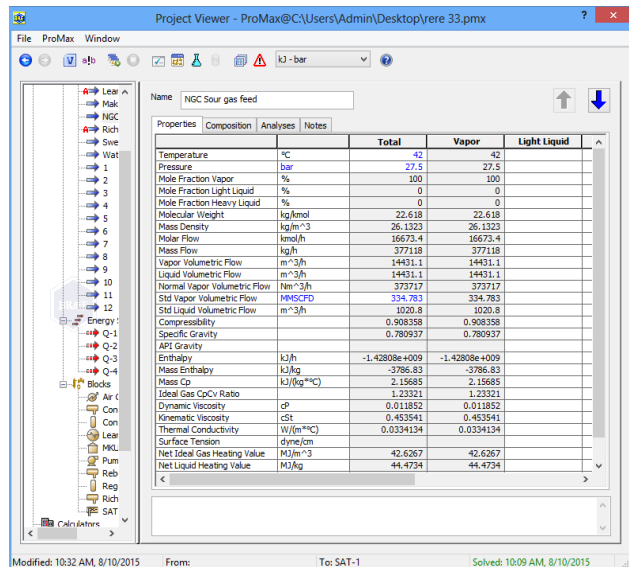 Project Viewer - ProMax@C:\Users\Admin\Desktop\rere 33.pmx
File ProMax Window
kJ - bar
Name NGC Sour gas feed
Properties Composition Analyses Notes
Total Vapor Light Liquid
Temperature °C 42 42
Pressure bar 27.5 27.5
Mole Fraction Vapor % 100 100
Mole Fraction Light Liquid % 0 0
Mole Fraction Heavy Liquid % 0 0
Molecular Weight kg/kmol 22.618 22.618
Mass Density kg/m^3 26.1323 26.1323
Molar Flow kmol/h 16673.4 16673.4
Mass Flow kg/h 377118 377118
Vapor Volumetric Flow m^3/h 14431.1 14431.1
Liquid Volumetric Flow m^3/h 14431.1 14431.1
Normal Vapor Volumetric Flow Nm^3/h 373717 373717
Std Vapor Volumetric Flow MMSCFD 334.783 334.783
Std Liquid Volumetric Flow m^3/h 1020.8 1020.8
Compressibility 0.908358 0.908358
Specific Gravity 0.780937 0.780937
API Gravity
Enthalpy kJ/h -1.42808e+009 -1.42808e+009
Mass Enthalpy kJ/kg -3786.83 -3786.83
Mass Cp kJ/(kg*°C) 2.15685 2.15685
Ideal Gas CpCv Ratio 1.23321 1.23321
Dynamic Viscosity cP 0.011852 0.011852
Kinematic Viscosity cSt 0.453541 0.453541
Thermal Conductivity W/(m*°C) 0.0334134 0.0334134
Surface Tension dyne/cm
Net Ideal Gas Heating Value MJ/m^3 42.6267 42.6267
Net Liquid Heating Value MJ/kg 44.4734 44.4734
Lear
Mak
NGC
Rich
Swe
Wat
1
2
3
4
5
6
7
8
9
10
11
12
Energy
Q-1
Q-2
Q-3
Q-4
Blocks
Air C
Con
Con
Lear
MKU
Pum
Reb
Reg
Rich
SAT
Calculators
Modified: 10:32 AM, 8/10/2015 From: To: SAT-1 Solved: 10:09 AM, 8/10/2015